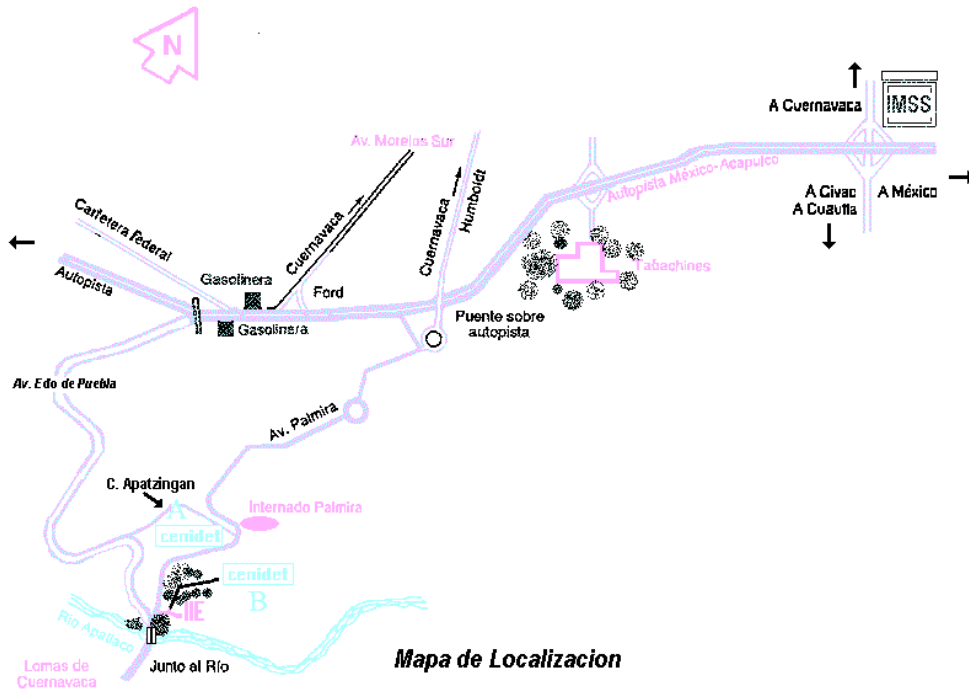 N
IMSS
A Cuernavaca
Av. Morelos Sur
Autopista México-Acapulco
A Civac
A Cuautla
A México
Carretera Federal
Cuernavaca
Cuernavaca
Humboldt
Tabachines
Autopista
Gasolinera
Ford
Gasolinera
Puente sobre
autopista
Av. Edo de Puebla
Av. Palmira
C. Apatzingan
A
cenidet
Internado Palmira
cenidet
B
IIE
Rio Apatlaco
Lomas de
Cuernavaca
Junto al Río
Mapa de Localizacion